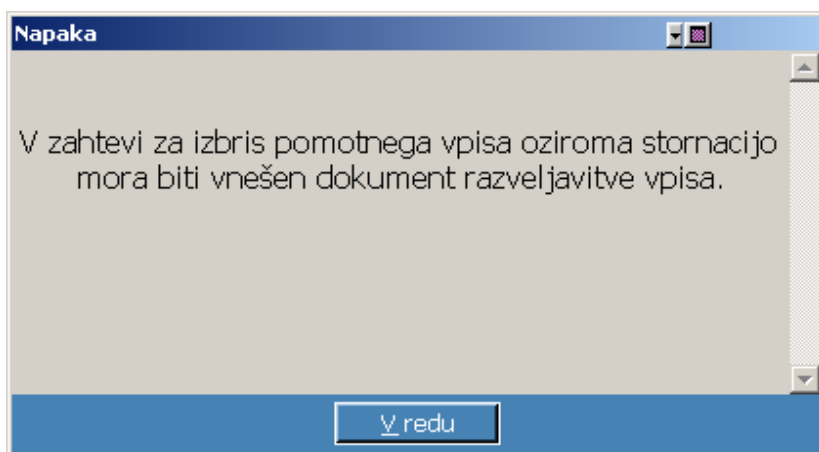 Napaka
V zahtevi za izbris pomotnega vpisa oziroma stornacijo
mora biti vnešen dokument razveljavitve vpisa.
V redu